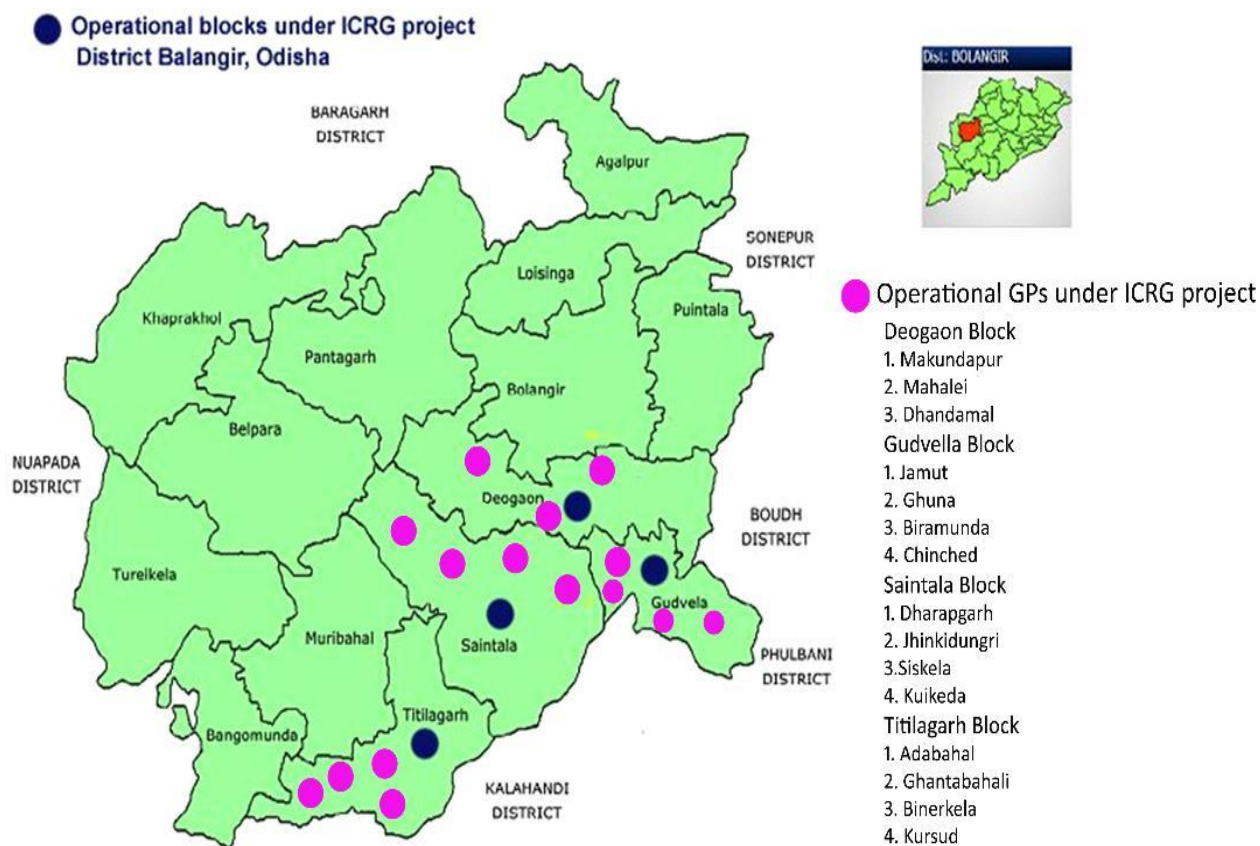 Operational blocks under ICRG project
District Balangir, Odisha
Dist.: BOLANGIR
BARAGARH
DISTRICT
Agalpur
SONEPUR
DISTRICT
Loisinga
Khaprakhol
Puintala
Pantagarh
Bolangir
Belpara
NUAPADA
DISTRICT
Deogaon
BOUDH
DISTRICT
Tureikela
Gudvela
Muribahal
Saintala
PHULBANI
DISTRICT
Titilagarh
Bangomunda
KALAHANDI
DISTRICT
Operational GPs under ICRG project
Deogaon Block
1. Makundapur
2. Mahalei
3. Dhandamal
Gudvella Block
1. Jamut
2. Ghuna
3. Biramunda
4. Chinched
Saintala Block
1. Dharapgarh
2. Jhinkidungri
3.Siskela
4. Kuikeda
Titilagarh Block
1. Adabahal
2. Ghantabahali
3. Binerkela
4. Kursud